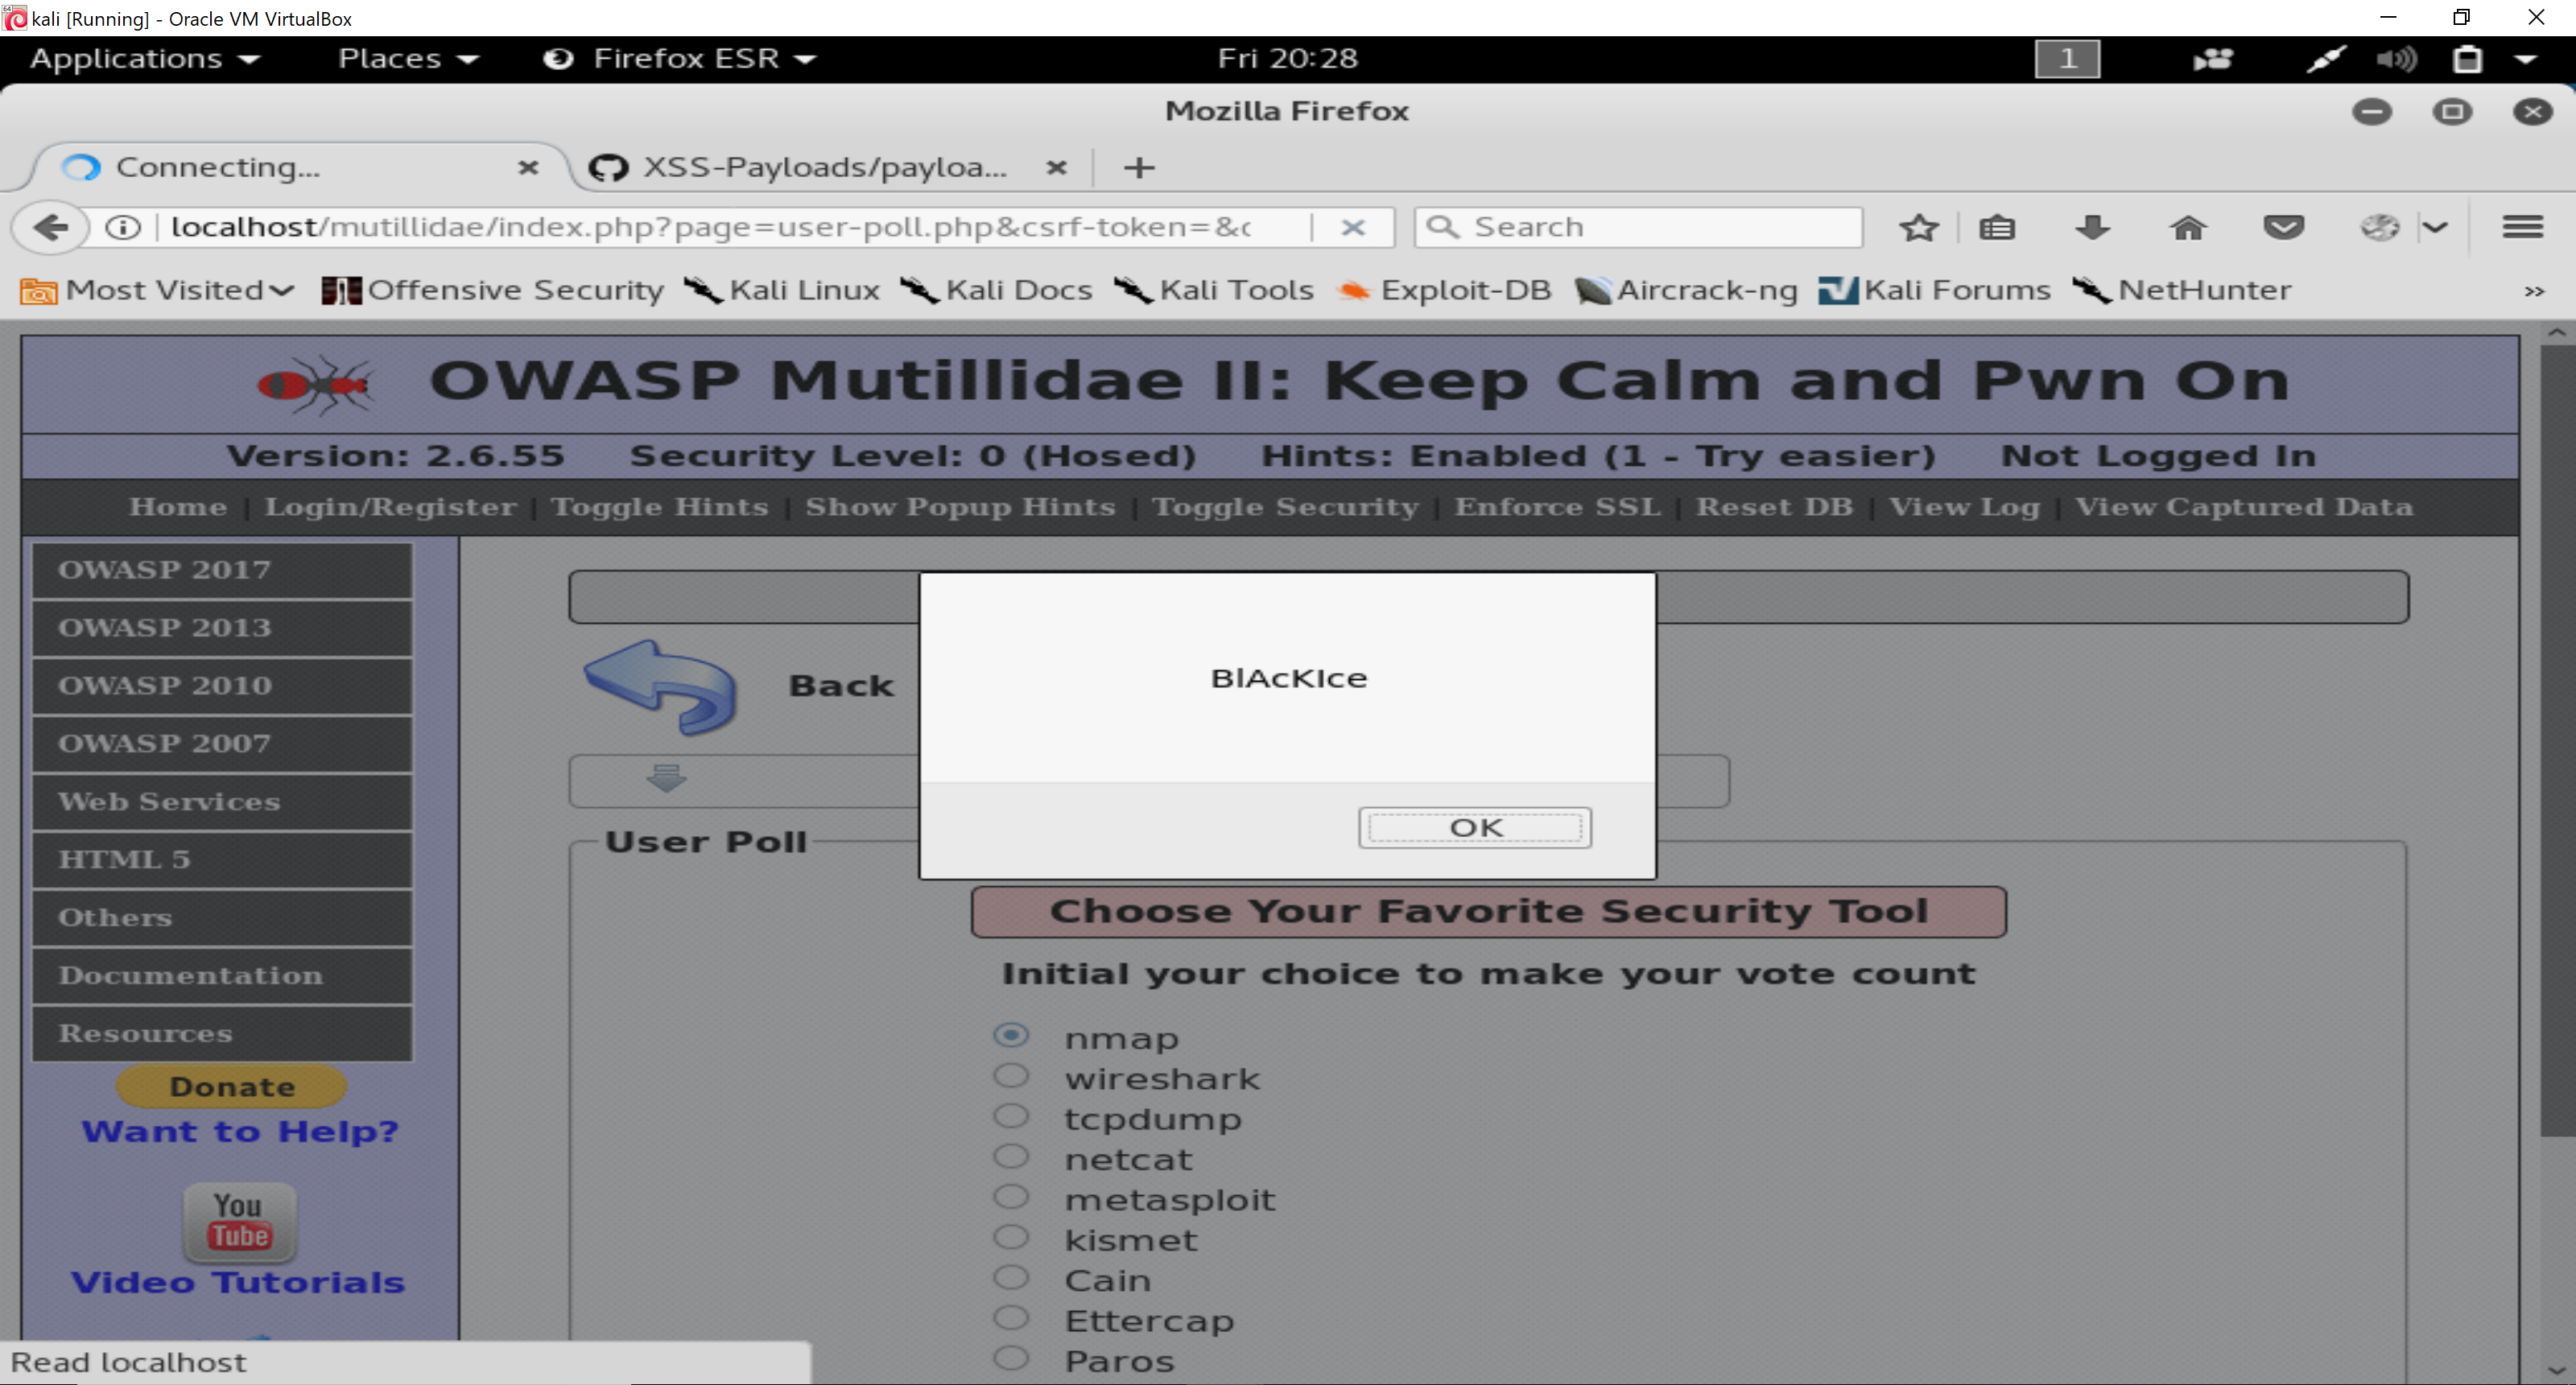 kali [Running] - Oracle VM VirtualBox
Applications Places Firefox ESR Fri 20:28 1
Mozilla Firefox
Connecting... XSS-Payloads/payloa...
localhost/mutillidae/index.php?page=user-poll.php&csrf-token=& Search
Most Visited Offensive Security Kali Linux Kali Docs Kali Tools Exploit-DB Aircrack-ng Kali Forums NetHunter »
OWASP Mutillidae II: Keep Calm and Pwn On
Version: 2.6.55 Security Level: 0 (Hosed) Hints: Enabled (1 - Try easier) Not Logged In
Home | Login/Register | Toggle Hints | Show Popup Hints | Toggle Security | Enforce SSL | Reset DB | View Log | View Captured Data
OWASP 2017
OWASP 2013
OWASP 2010
OWASP 2007
Web Services
HTML 5
Others
Documentation
Resources
Donate
Want to Help?
You
Tube
Video Tutorials
Back
BlAcKIce
OK
User Poll
Choose Your Favorite Security Tool
Initial your choice to make your vote count
nmap
wireshark
tcpdump
netcat
metasploit
kismet
Cain
Ettercap
Paros
Read localhost